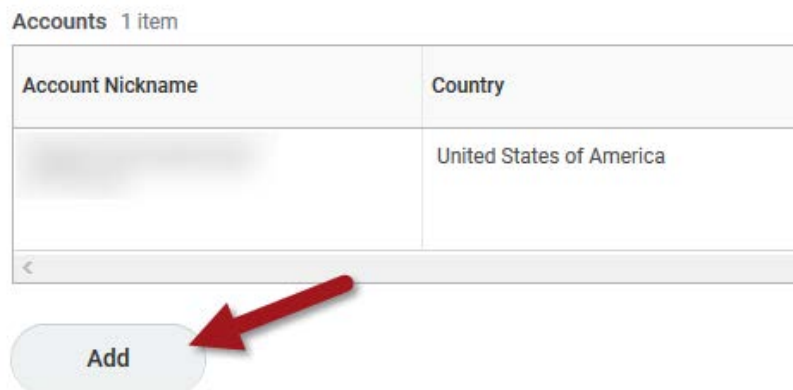 Accounts 1 item
Account Nickname Country
United States of America
Add